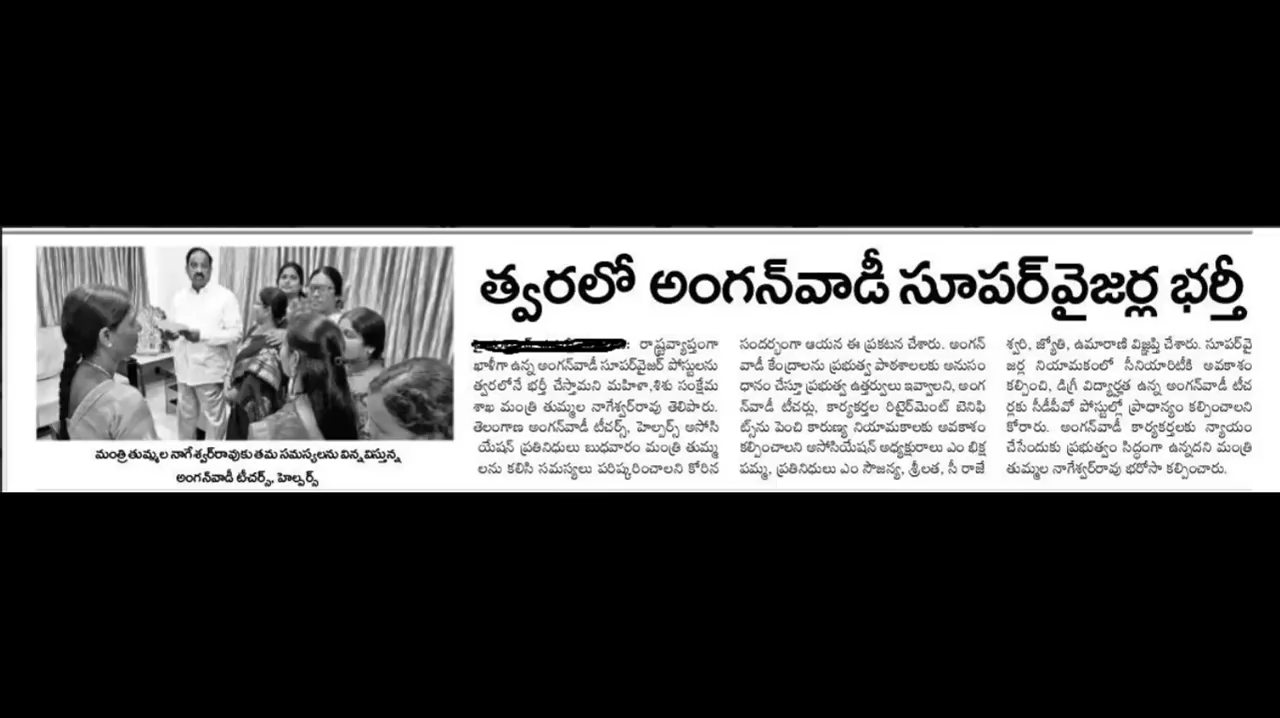 త్వరలో అంగన్‌వాడీ సూపర్‌వైజర్ల భర్తీ
మంత్రి తుమ్మల నాగేశ్వర్‌రావుకు తమ సమస్యలను విన్నవిస్తున్న
అంగన్‌వాడీ టీచర్స్, హెల్పర్స్
: రాష్ట్రవ్యాప్తంగా
ఖాళీగా ఉన్న అంగన్‌వాడీ సూపర్‌వైజర్ పోస్టులను
త్వరలోనే భర్తీ చేస్తామని మహిళా,శిశు సంక్షేమ
శాఖ మంత్రి తుమ్మల నాగేశ్వర్‌రావు తెలిపారు.
తెలంగాణ అంగన్‌వాడీ టీచర్స్, హెల్పర్స్ అసోసి
యేషన్ ప్రతినిధులు బుధవారం మంత్రి తుమ్మ
లను కలిసి సమస్యలు పరిష్కరించాలని కోరిన
సందర్భంగా ఆయన ఈ ప్రకటన చేశారు. అంగన్
వాడీ కేంద్రాలను ప్రభుత్వ పాఠశాలలకు అనుసం
ధానం చేస్తూ ప్రభుత్వ ఉత్తర్వులు ఇవ్వాలని, అంగ
న్‌వాడీ టీచర్లు, కార్యకర్తల రిటైర్‌మెంట్ బెనిఫి
ట్స్‌ను పెంచి కారుణ్య నియామకాలకు అవకాశం
కల్పించాలని అసోసియేషన్ అధ్యక్షురాలు ఎం భిక్ష
పమ్మ, ప్రతినిధులు ఎం సౌజన్య, శ్రీలత, సీ రాజే
శ్వరి, జ్యోతి, ఉమారాణి విజ్ఞప్తి చేశారు. సూపర్‌వై
జర్ల నియామకంలో సీనియారిటీకి అవకాశం
కల్పించి, డిగ్రీ విద్యార్హత ఉన్న అంగన్‌వాడీ టీచ
ర్లకు సీడీపీవో పోస్టుల్లో ప్రాధాన్యం కల్పించాలని
కోరారు. అంగన్‌వాడీ కార్యకర్తలకు న్యాయం
చేసేందుకు ప్రభుత్వం సిద్ధంగా ఉన్నదని మంత్రి
తుమ్మల నాగేశ్వర్‌రావు భరోసా కల్పించారు.